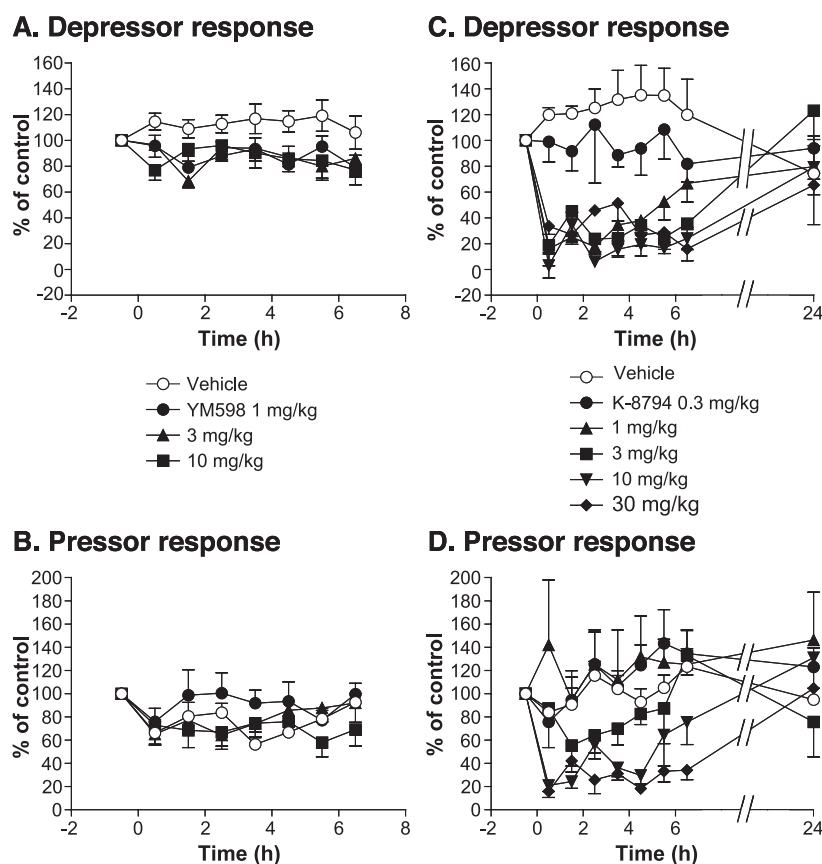 A. Depressor response
% of control
160
140
120
100
80
60
40
20
0
-20
-2 0 2 4 6 8
Time (h)
Vehicle
YM598 1 mg/kg
3 mg/kg
10 mg/kg
B. Pressor response
% of control
200
180
160
140
120
100
80
60
40
20
0
-2 0 2 4 6 8
Time (h)
C. Depressor response
% of control
160
140
120
100
80
60
40
20
0
-20
-2 0 2 4 6 24
Time (h)
Vehicle
K-8794 0.3 mg/kg
1 mg/kg
3 mg/kg
10 mg/kg
30 mg/kg
D. Pressor response
% of control
200
180
160
140
120
100
80
60
40
20
0
-2 0 2 4 6 24
Time (h)